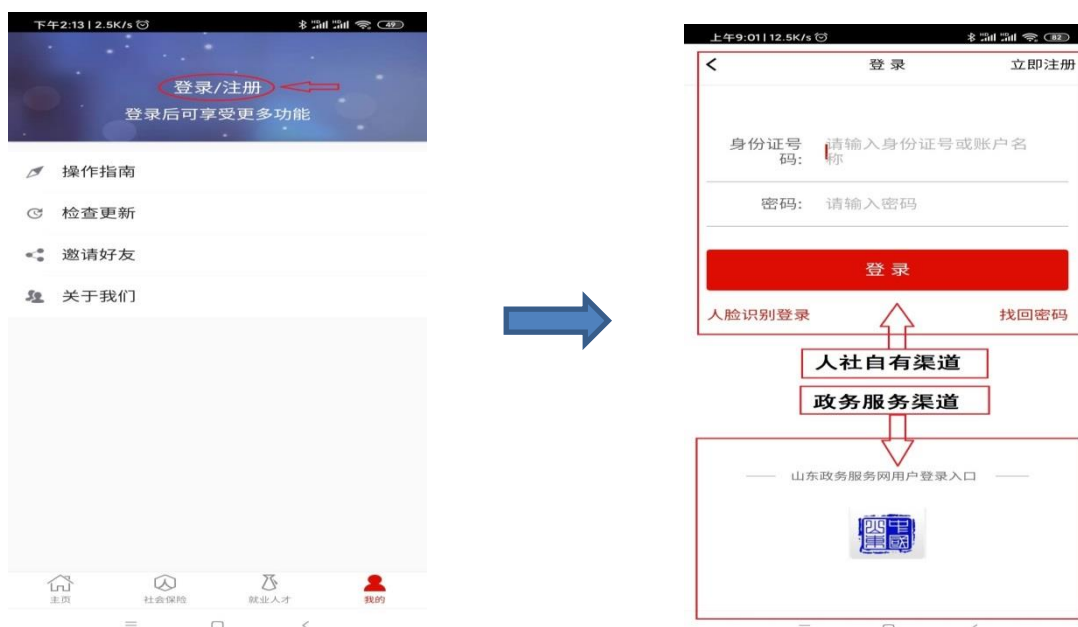 下午2:13 | 2.5K/s
49
登录/注册
登录后可享受更多功能
操作指南
检查更新
邀请好友
关于我们
主页
社会保险
就业人才
我的
上午9:01 | 12.5K/s
82
登 录
立即注册
身份证号
码:
请输入身份证号或账户名
称
密码:
请输入密码
登 录
人脸识别登录
找回密码
人社自有渠道
政务服务渠道
山东政务服务网用户登录入口